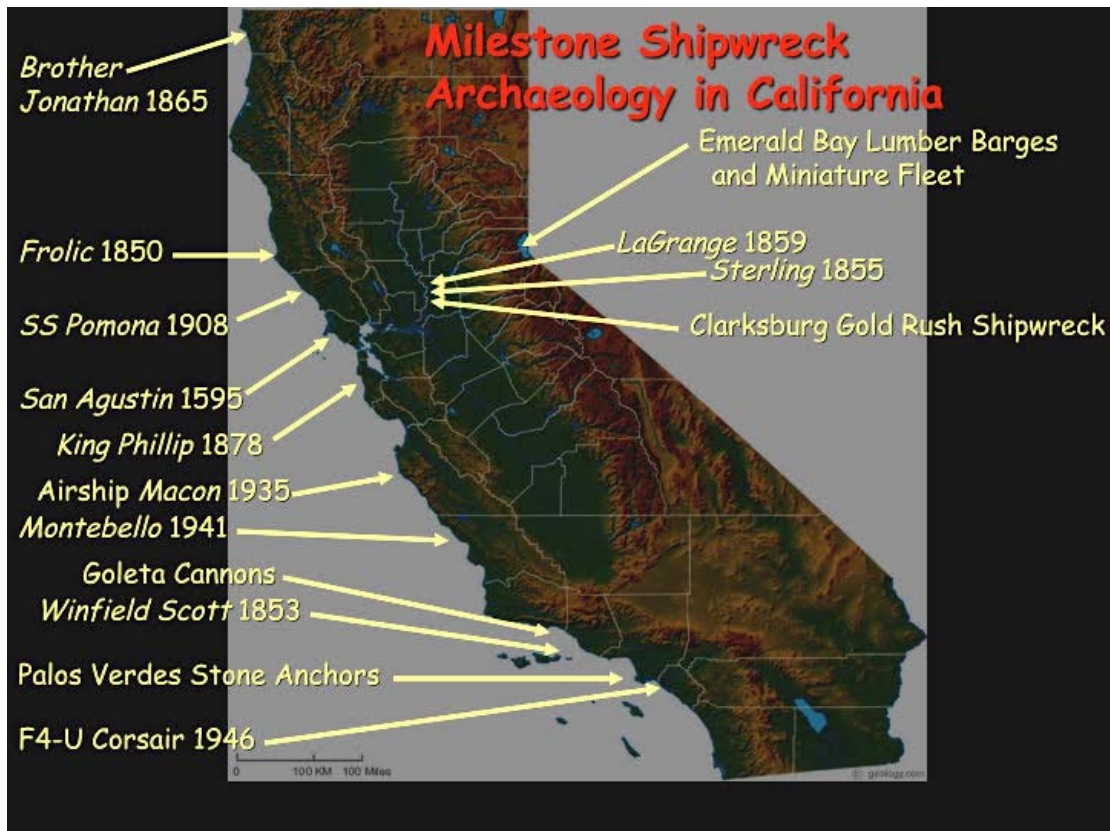 Milestone Shipwreck
Archaeology in California
Brother
Jonathan 1865
Emerald Bay Lumber Barges
and Miniature Fleet
Frolic 1850
LaGrange 1859
Sterling 1855
SS Pomona 1908
Clarksburg Gold Rush Shipwreck
San Agustin 1595
King Phillip 1878
Airship Macon 1935
Montebello 1941
Goleta Cannons
Winfield Scott 1853
Palos Verdes Stone Anchors
F4-U Corsair 1946
0 100 KM 100 Miles
© geology.com